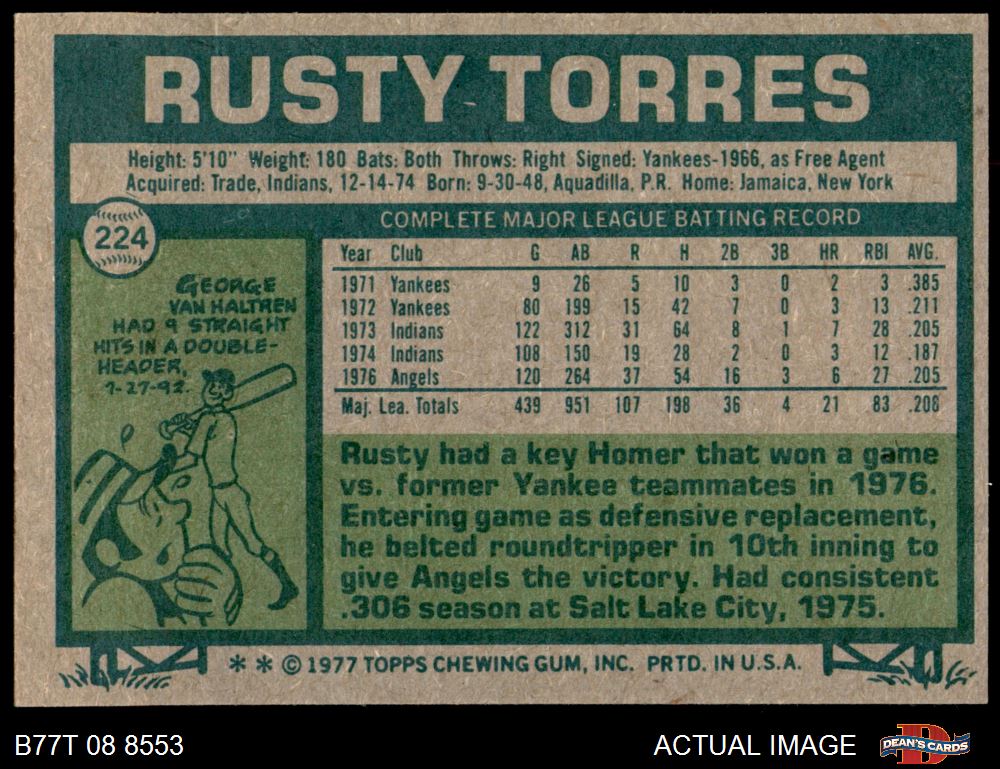 RUSTY TORRES
Height: 5'10" Weight: 180 Bats: Both Throws: Right Signed: Yankees-1966, as Free Agent
Acquired: Trade, Indians, 12-14-74 Born: 9-30-48, Aquadilla, P.R. Home: Jamaica, New York
224
GEORGE
VAN HALTREN
HAD 9 STRAIGHT
HITS IN A DOUBLE-
HEADER,
7-27-92.
COMPLETE MAJOR LEAGUE BATTING RECORD
Year Club G AB R H 2B 3B HR RBI AVG.
1971 Yankees 9 26 5 10 3 0 2 3 .385
1972 Yankees 80 199 15 42 7 0 3 13 .211
1973 Indians 122 312 31 64 8 1 7 28 .205
1974 Indians 108 150 19 28 2 0 3 12 .187
1976 Angels 120 264 37 54 16 3 6 27 .205
Maj. Lea. Totals 439 951 107 198 36 4 21 83 .208
Rusty had a key Homer that won a game
vs. former Yankee teammates in 1976.
Entering game as defensive replacement,
he belted roundtripper in 10th inning to
give Angels the victory. Had consistent
.306 season at Salt Lake City, 1975.
* * © 1977 TOPPS CHEWING GUM, INC. PRTD. IN U.S.A.
B77T 08 8553
ACTUAL IMAGE
D
DEAN'S CARDS